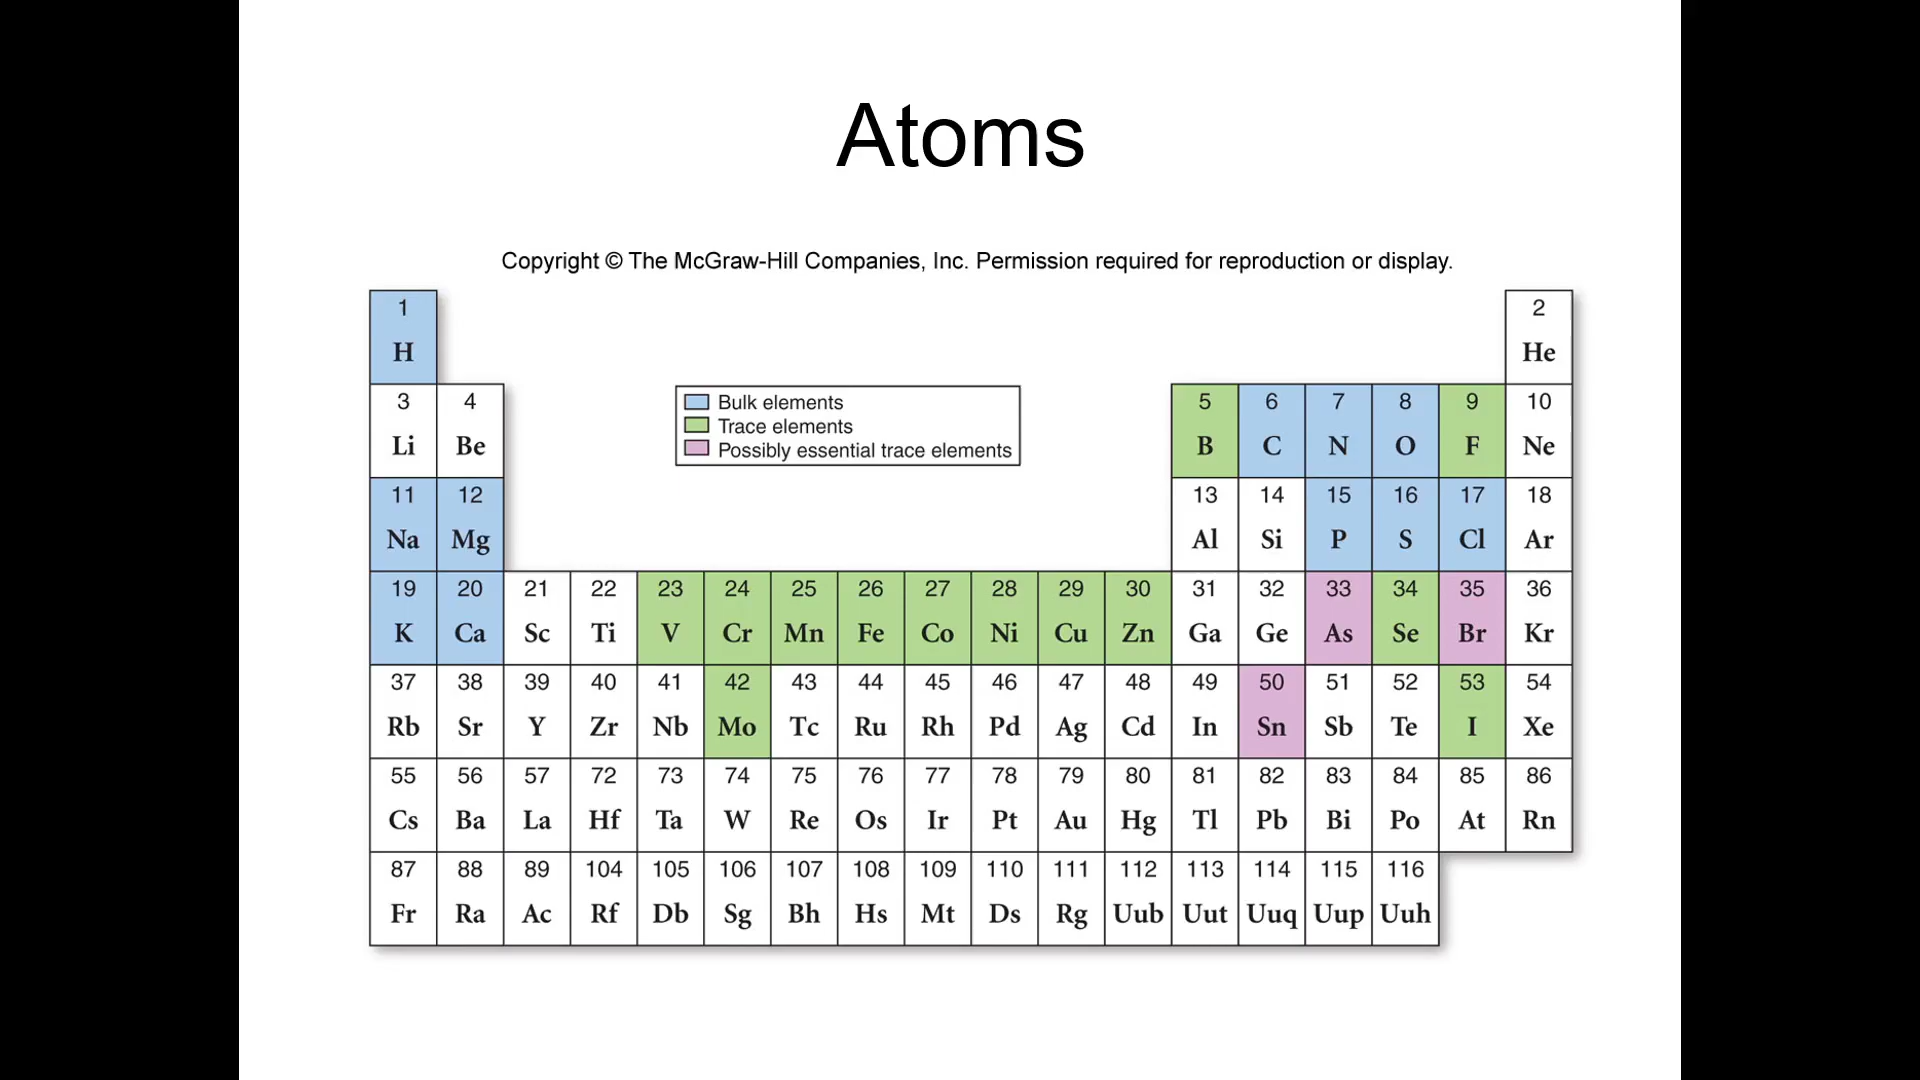 Atoms
Copyright © The McGraw-Hill Companies, Inc. Permission required for reproduction or display.
1 2
H He
Bulk elements
Trace elements
Possibly essential trace elements
3 4 5 6 7 8 9 10
Li Be B C N O F Ne
11 12 13 14 15 16 17 18
Na Mg Al Si P S Cl Ar
19 20 21 22 23 24 25 26 27 28 29 30 31 32 33 34 35 36
K Ca Sc Ti V Cr Mn Fe Co Ni Cu Zn Ga Ge As Se Br Kr
37 38 39 40 41 42 43 44 45 46 47 48 49 50 51 52 53 54
Rb Sr Y Zr Nb Mo Tc Ru Rh Pd Ag Cd In Sn Sb Te I Xe
55 56 57 72 73 74 75 76 77 78 79 80 81 82 83 84 85 86
Cs Ba La Hf Ta W Re Os Ir Pt Au Hg Tl Pb Bi Po At Rn
87 88 89 104 105 106 107 108 109 110 111 112 113 114 115 116
Fr Ra Ac Rf Db Sg Bh Hs Mt Ds Rg Uub Uut Uuq Uup Uuh